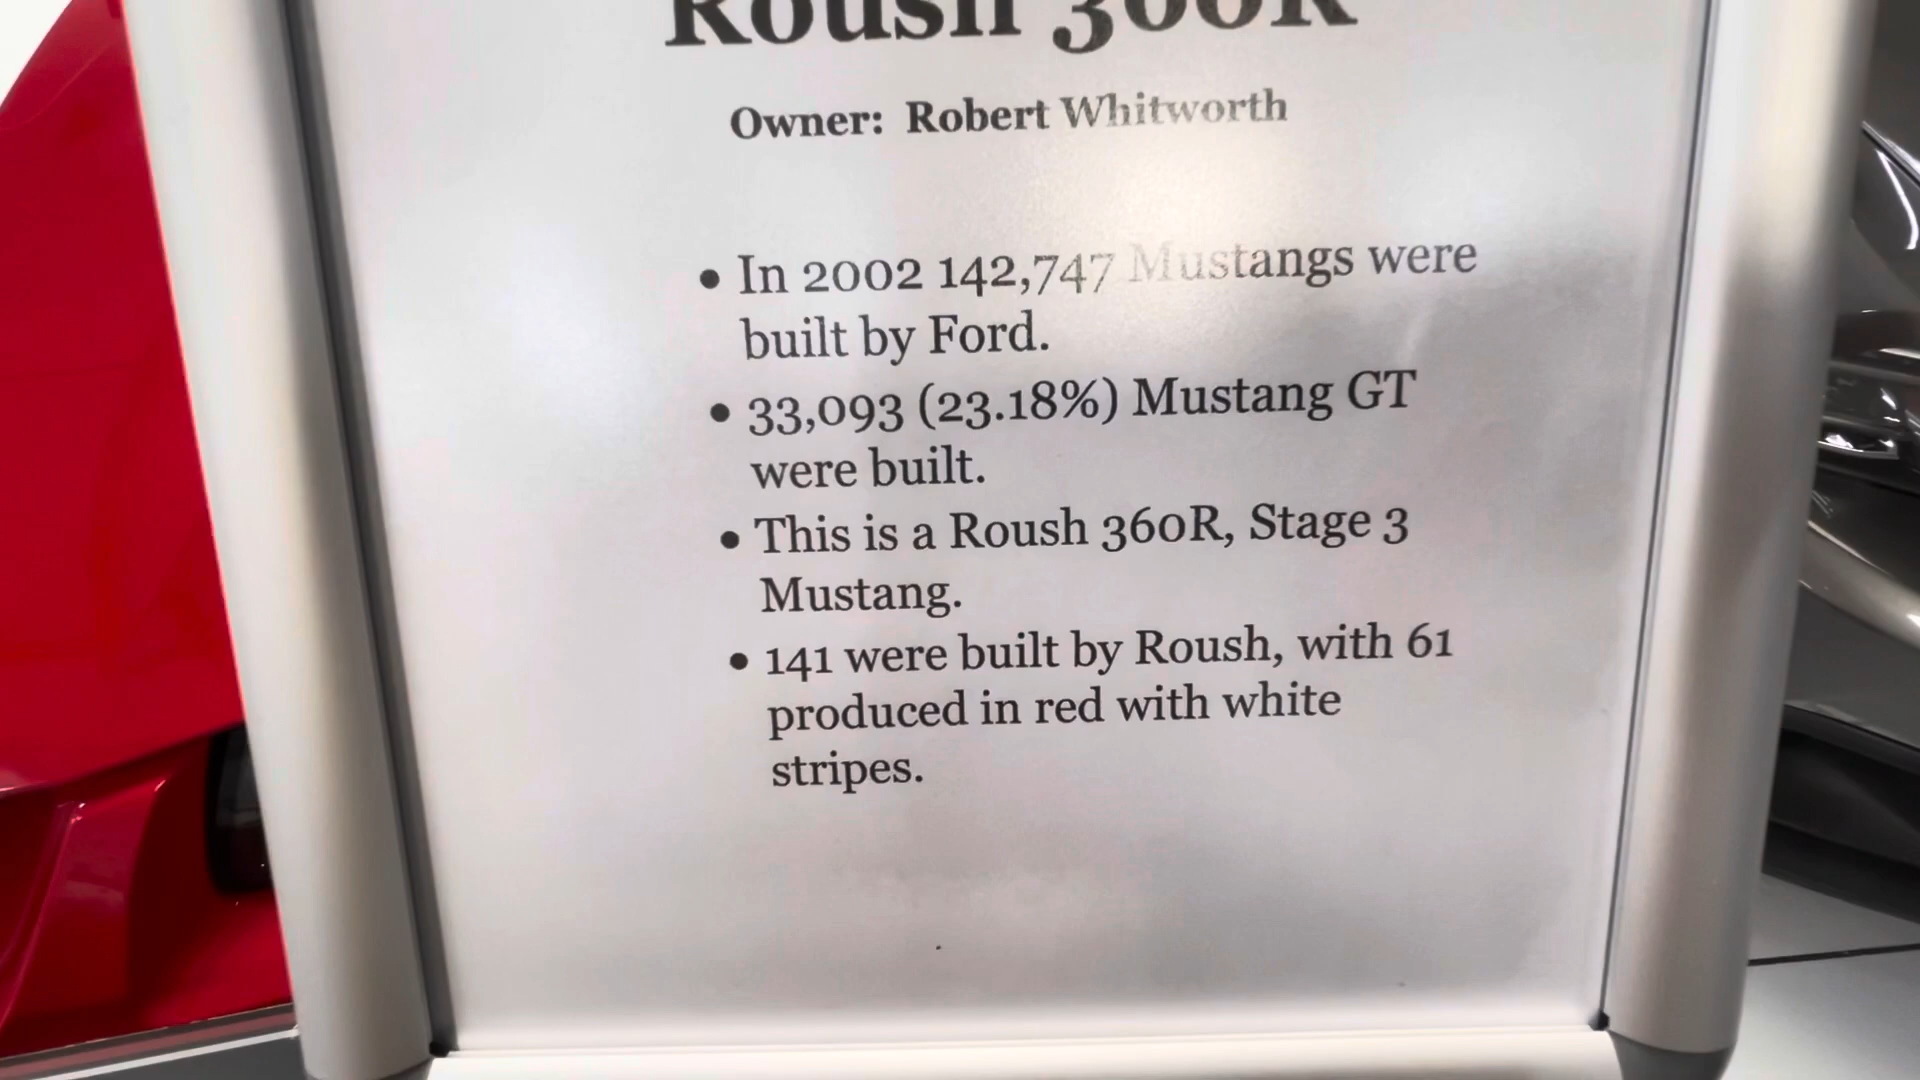 Roush 360R
Owner: Robert Whitworth
• In 2002 142,747 Mustangs were
built by Ford.
• 33,093 (23.18%) Mustang GT
were built.
• This is a Roush 360R, Stage 3
Mustang.
• 141 were built by Roush, with 61
produced in red with white
stripes.